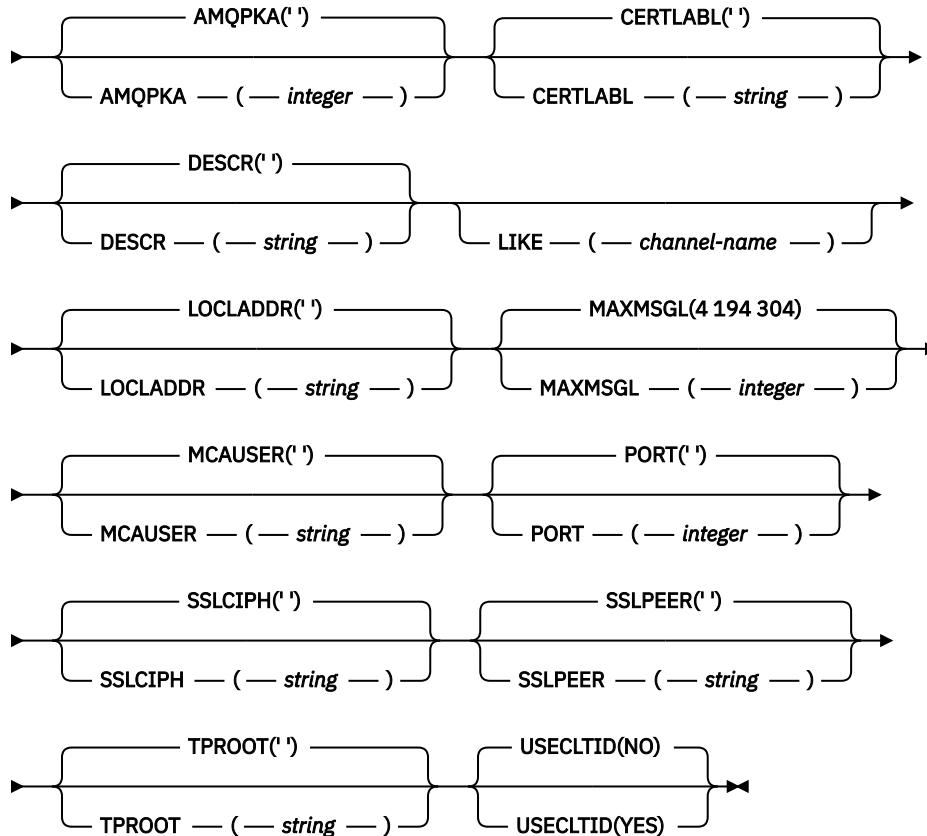 AMQPKA(' ') CERTLABL(' ')
AMQPKA ( integer ) CERTLABL ( string )
DESCR(' ')
DESCR ( string ) LIKE ( channel-name )
LOCLADDR(' ') MAXMSGL(4 194 304)
LOCLADDR ( string ) MAXMSGL ( integer )
MCAUSER(' ') PORT(' ')
MCAUSER ( string ) PORT ( integer )
SSLCIPH(' ') SSLPEER(' ')
SSLCIPH ( string ) SSLPEER ( string )
TPROOT(' ') USECLTID(NO)
TPROOT ( string ) USECLTID(YES)